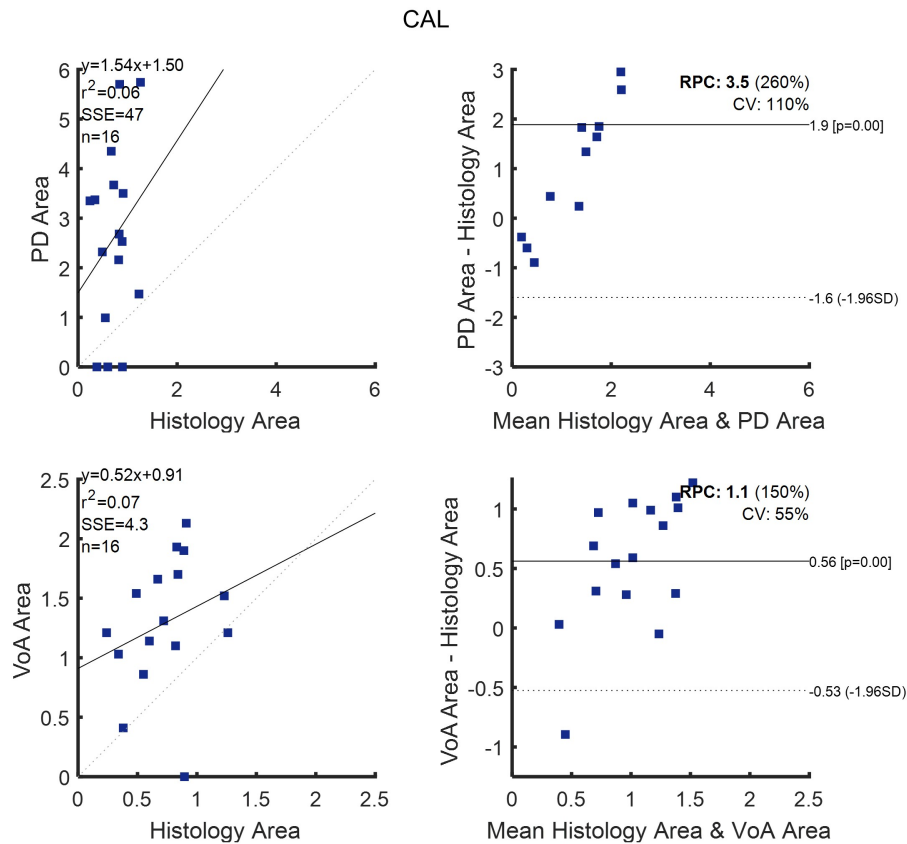 CAL
y=1.54x+1.50
r2=0.06
SSE=47
n=16
6
5
4
3
2
1
0
PD Area
0
2
4
6
Histology Area
RPC: 3.5 (260%)
CV: 110%
1.9 [p=0.00]
-1.6 (-1.96SD)
3
2
1
0
-1
-2
-3
PD Area - Histology Area
0
2
4
6
Mean Histology Area & PD Area
y=0.52x+0.91
r2=0.07
SSE=4.3
n=16
2.5
2
1.5
1
0.5
0
VoA Area
0
0.5
1
1.5
2
2.5
Histology Area
RPC: 1.1 (150%)
CV: 55%
0.56 [p=0.00]
-0.53 (-1.96SD)
1
0.5
0
-0.5
-1
VoA Area - Histology Area
0
0.5
1
1.5
2
2.5
Mean Histology Area & VoA Area